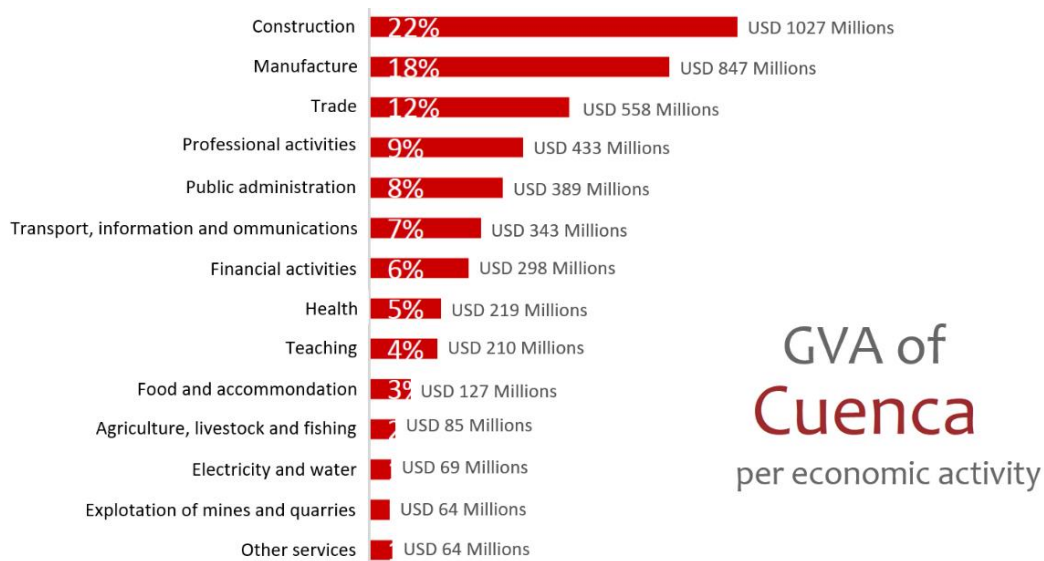 Construction 22% USD 1027 Millions
Manufacture 18% USD 847 Millions
Trade 12% USD 558 Millions
Professional activities 9% USD 433 Millions
Public administration 8% USD 389 Millions
Transport, information and ommunications 7% USD 343 Millions
Financial activities 6% USD 298 Millions
Health 5% USD 219 Millions
Teaching 4% USD 210 Millions
Food and accommondation 3% USD 127 Millions
Agriculture, livestock and fishing USD 85 Millions
Electricity and water USD 69 Millions
Explotation of mines and quarries USD 64 Millions
Other services USD 64 Millions
GVA of
Cuenca
per economic activity